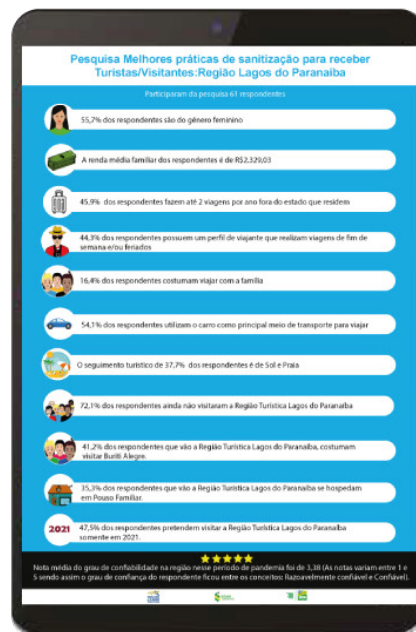 Pesquisa Melhores práticas de sanitização para receber
Turistas/Visitantes:Região Lagos do Paranaíba
Participaram da pesquisa 61 respondentes
55,7% dos respondentes são do gênero feminino
A renda média familiar dos respondentes é de R$2.329,03
45,9% dos respondentes fazem até 2 viagens por ano fora do estado que residem
44,3% dos respondentes possuem um perfil de viajante que realizam viagens de fim de
semana e/ou feriados
16,4% dos respondentes costumam viajar com a família
54,1% dos respondentes utilizam o carro como principal meio de transporte para viajar
O seguimento turístico de 37,7% dos respondentes é de Sol e Praia
72,1% dos respondentes ainda não visitaram a Região Turística Lagos do Paranaíba
41,2% dos respondentes que vão a Região Turística Lagos do Paranaíba, costumam
visitar Buriti Alegre.
35,3% dos respondentes que vão a Região Turística Lagos do Paranaíba se hospedam
em Pouso Familiar.
2021 47,5% dos respondentes pretendem visitar a Região Turística Lagos do Paranaíba
somente em 2021.
Nota média do grau de confiabilidade na região nesse período de pandemia foi de 3,38 (As notas variam entre 1 e
5 sendo assim o grau de confiança do respondente ficou entre os conceitos: Razoavelmente confiável e Confiável).